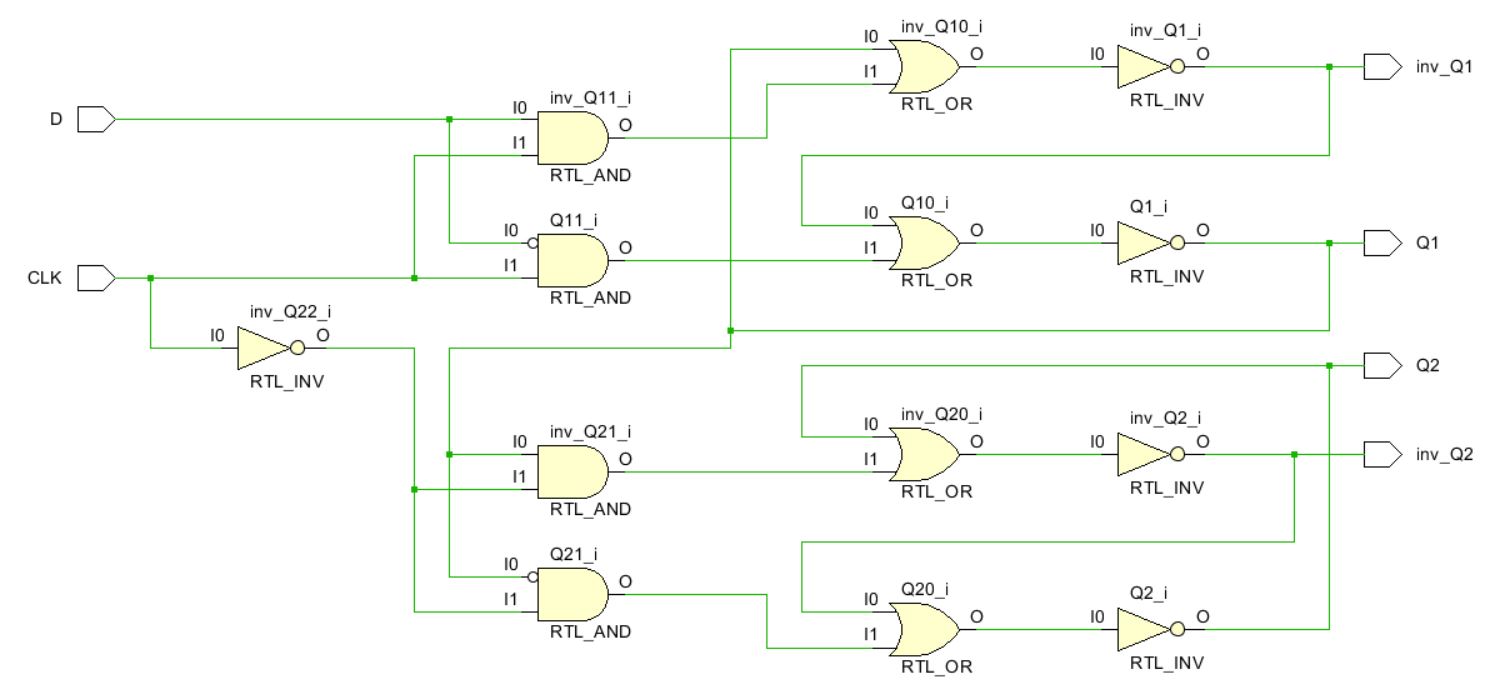 inv_Q10_i
I0
I1
O
RTL_OR
inv_Q1_i
I0
O
RTL_INV
inv_Q1
D
inv_Q11_i
I0
I1
O
RTL_AND
Q11_i
I0
I1
O
RTL_AND
Q10_i
I0
I1
O
RTL_OR
Q1_i
I0
O
RTL_INV
Q1
CLK
inv_Q22_i
I0
O
RTL_INV
Q2
inv_Q21_i
I0
I1
O
RTL_AND
inv_Q20_i
I0
I1
O
RTL_OR
inv_Q2_i
I0
O
RTL_INV
inv_Q2
Q21_i
I0
I1
O
RTL_AND
Q20_i
I0
I1
O
RTL_OR
Q2_i
I0
O
RTL_INV